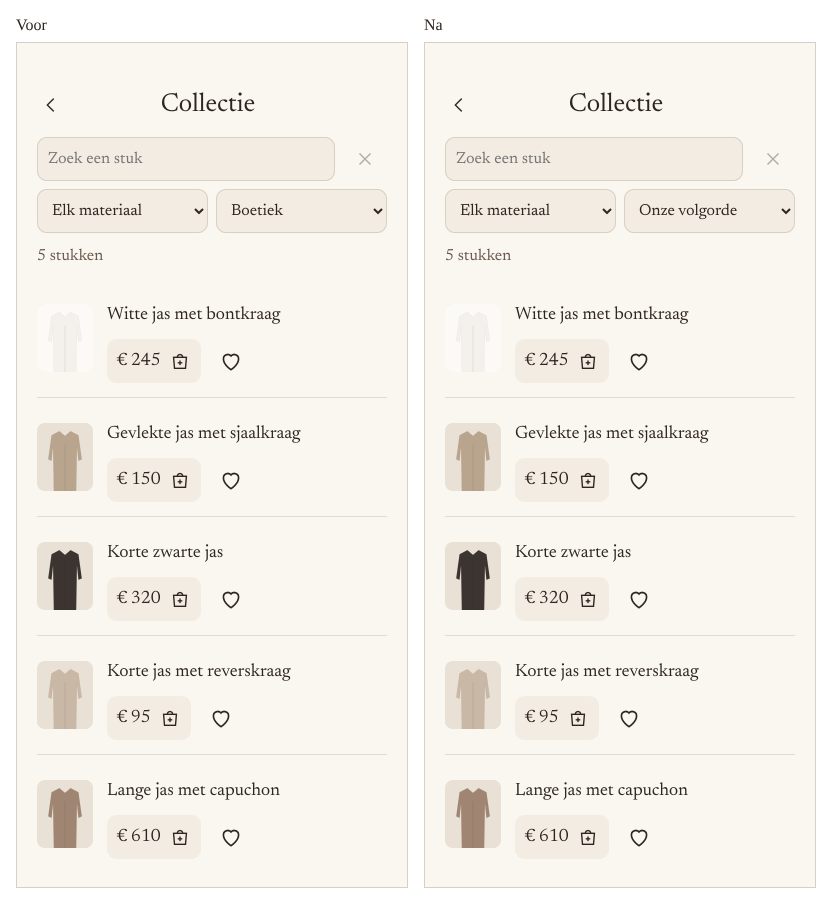 Voor
Collectie
Zoek een stuk
Elk materiaal
Boetiek
5 stukken
Witte jas met bontkraag
€ 245
Gevlekte jas met sjaalkraag
€ 150
Korte zwarte jas
€ 320
Korte jas met reverskraag
€ 95
Lange jas met capuchon
€ 610
Na
Collectie
Zoek een stuk
Elk materiaal
Onze volgorde
5 stukken
Witte jas met bontkraag
€ 245
Gevlekte jas met sjaalkraag
€ 150
Korte zwarte jas
€ 320
Korte jas met reverskraag
€ 95
Lange jas met capuchon
€ 610